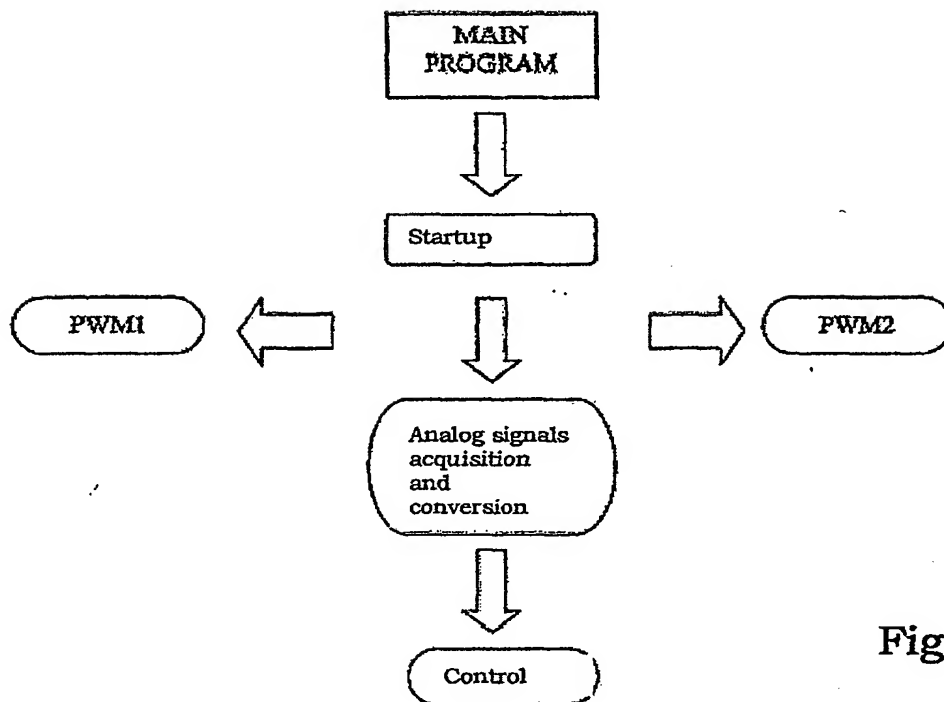 MAIN
PROGRAM
Startup
PWM1
PWM2
Analog signals
acquisition
and
conversion
Control
Fig